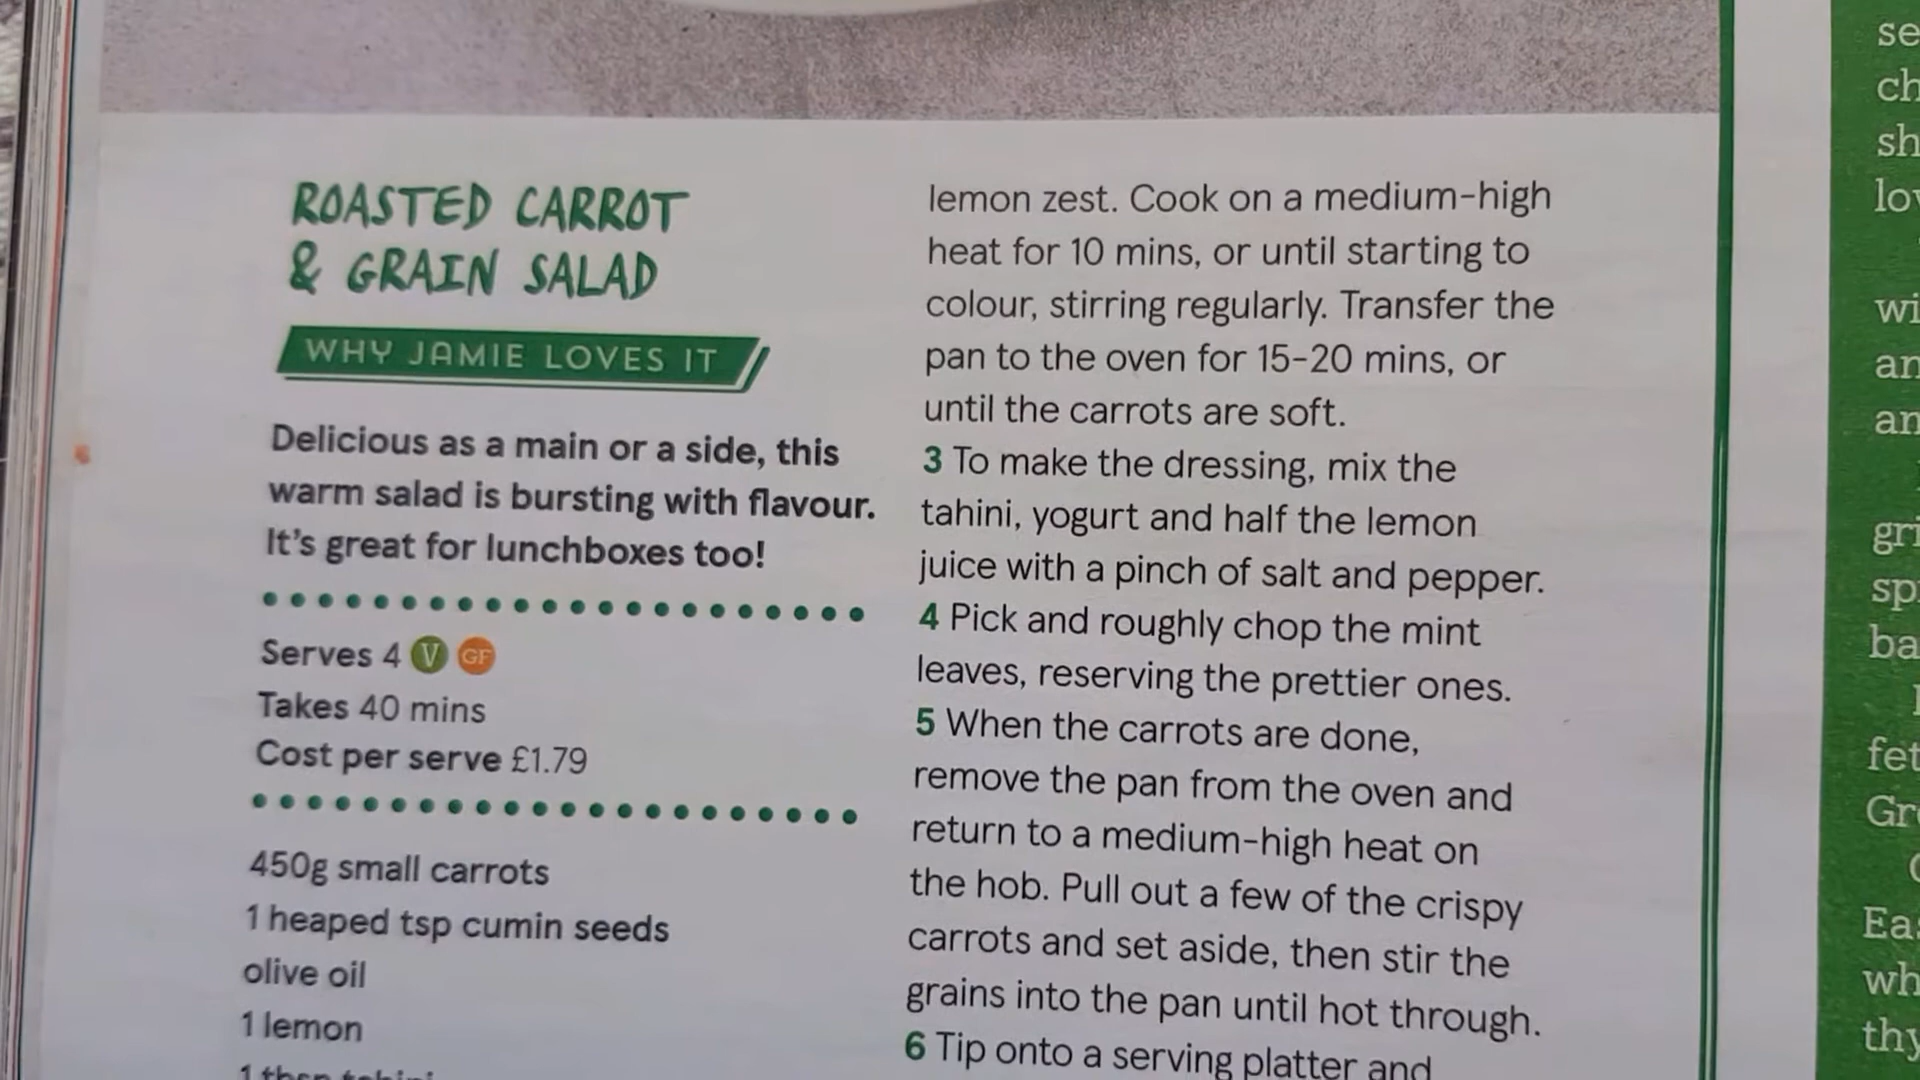 ROASTED CARROT
& GRAIN SALAD
WHY JAMIE LOVES IT
Delicious as a main or a side, this
warm salad is bursting with flavour.
It's great for lunchboxes too!
Serves 4 V GF
Takes 40 mins
Cost per serve £1.79
450g small carrots
1 heaped tsp cumin seeds
olive oil
1 lemon
1 tbsp tahini
lemon zest. Cook on a medium-high
heat for 10 mins, or until starting to
colour, stirring regularly. Transfer the
pan to the oven for 15-20 mins, or
until the carrots are soft.
3 To make the dressing, mix the
tahini, yogurt and half the lemon
juice with a pinch of salt and pepper.
4 Pick and roughly chop the mint
leaves, reserving the prettier ones.
5 When the carrots are done,
remove the pan from the oven and
return to a medium-high heat on
the hob. Pull out a few of the crispy
carrots and set aside, then stir the
grains into the pan until hot through.
6 Tip onto a serving platter and